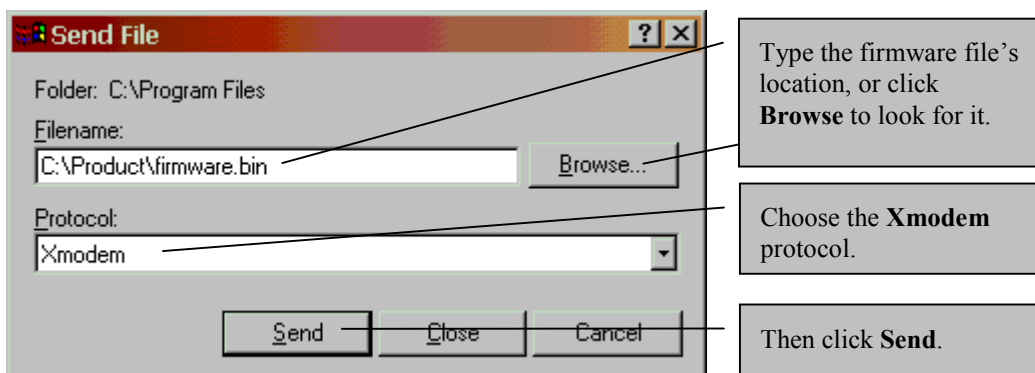 Send File
Folder: C:\Program Files
Filename:
C:\Product\firmware.bin
Browse...
Protocol:
Xmodem
Send
Close
Cancel
Type the firmware file's
location, or click
Browse to look for it.
Choose the Xmodem
protocol.
Then click Send.